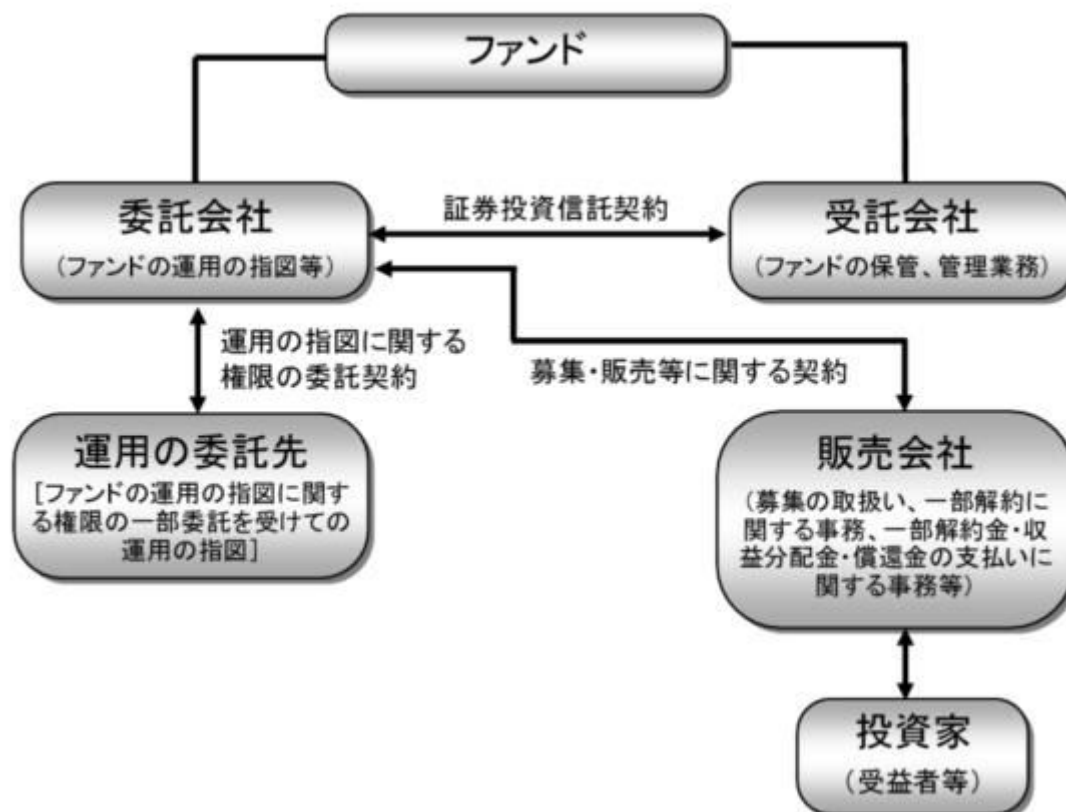 ファンド
委託会社
(ファンドの運用の指図等)
証券投資信託契約
受託会社
(ファンドの保管、管理業務)
運用の指図に関する
権限の委託契約
募集・販売等に関する契約
運用の委託先
[ファンドの運用の指図に関す
る権限の一部委託を受けての
運用の指図]
販売会社
(募集の取扱い、一部解約に
関する事務、一部解約金・収
益分配金・償還金の支払いに
関する事務等)
投資家
(受益者等)